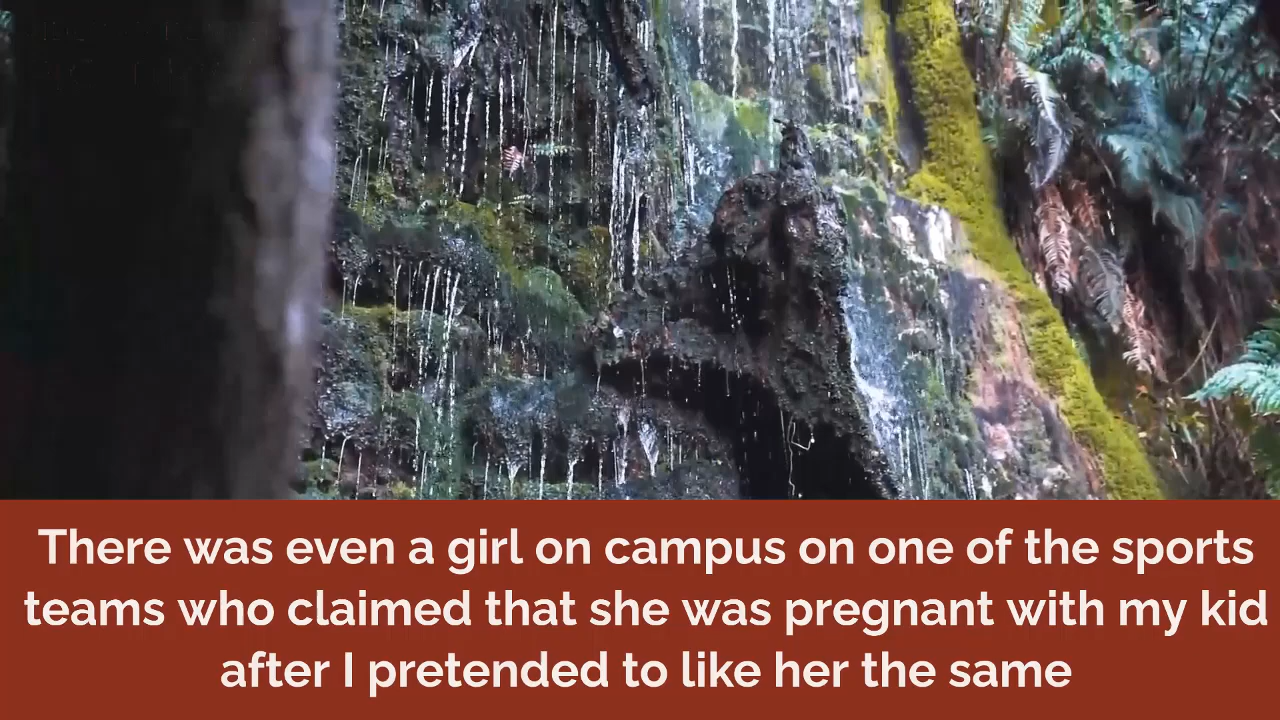 There was even a girl on campus on one of the sports
teams who claimed that she was pregnant with my kid
after I pretended to like her the same